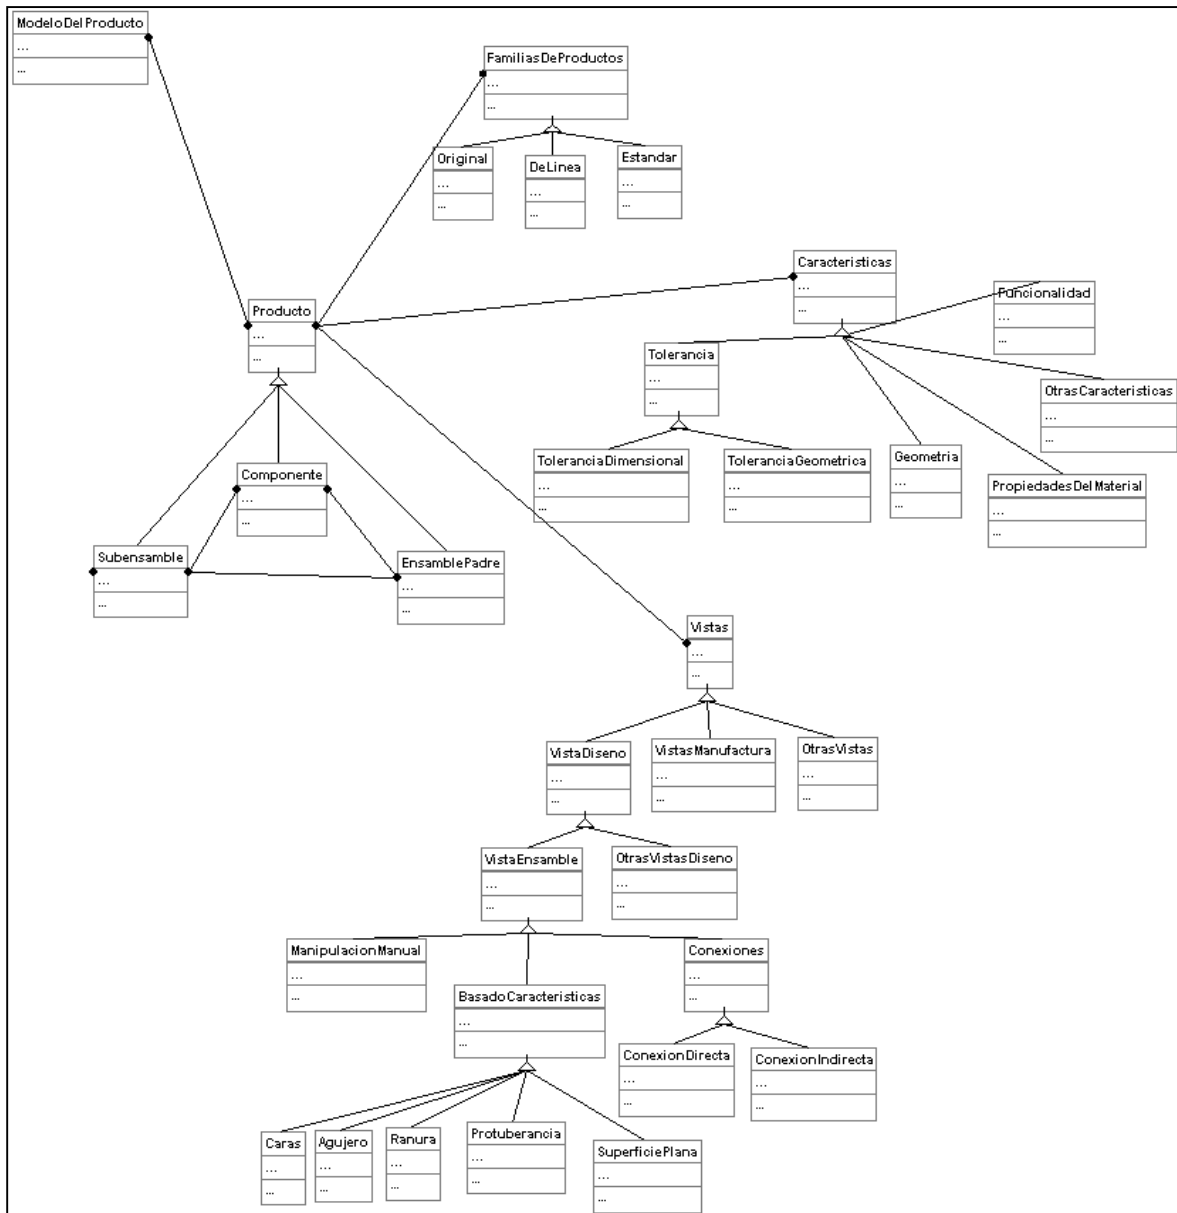 ModeloDelProducto
...
...
FamiliasDeProductos
...
...
Original
...
...
DeLinea
...
...
Estandar
...
...
Caracteristicas
...
...
Funcionalidad
...
...
Producto
...
...
Tolerancia
...
...
OtrasCaracteristicas
...
...
ToleranciaDimensional
...
...
ToleranciaGeometrica
...
...
Geometria
...
...
PropiedadesDelMaterial
...
...
Componente
...
...
Subensamble
...
...
EnsamblePadre
...
...
Vistas
...
...
VistaDiseno
...
...
VistasManufactura
...
...
OtrasVistas
...
...
VistaEnsamble
...
...
OtrasVistasDiseno
...
...
ManipulacionManual
...
...
BasadoCaracteristicas
...
...
Conexiones
...
...
ConexionDirecta
...
...
ConexionIndirecta
...
...
Caras
...
...
Agujero
...
...
Ranura
...
...
Protuberancia
...
...
SuperficiePlana
...
...